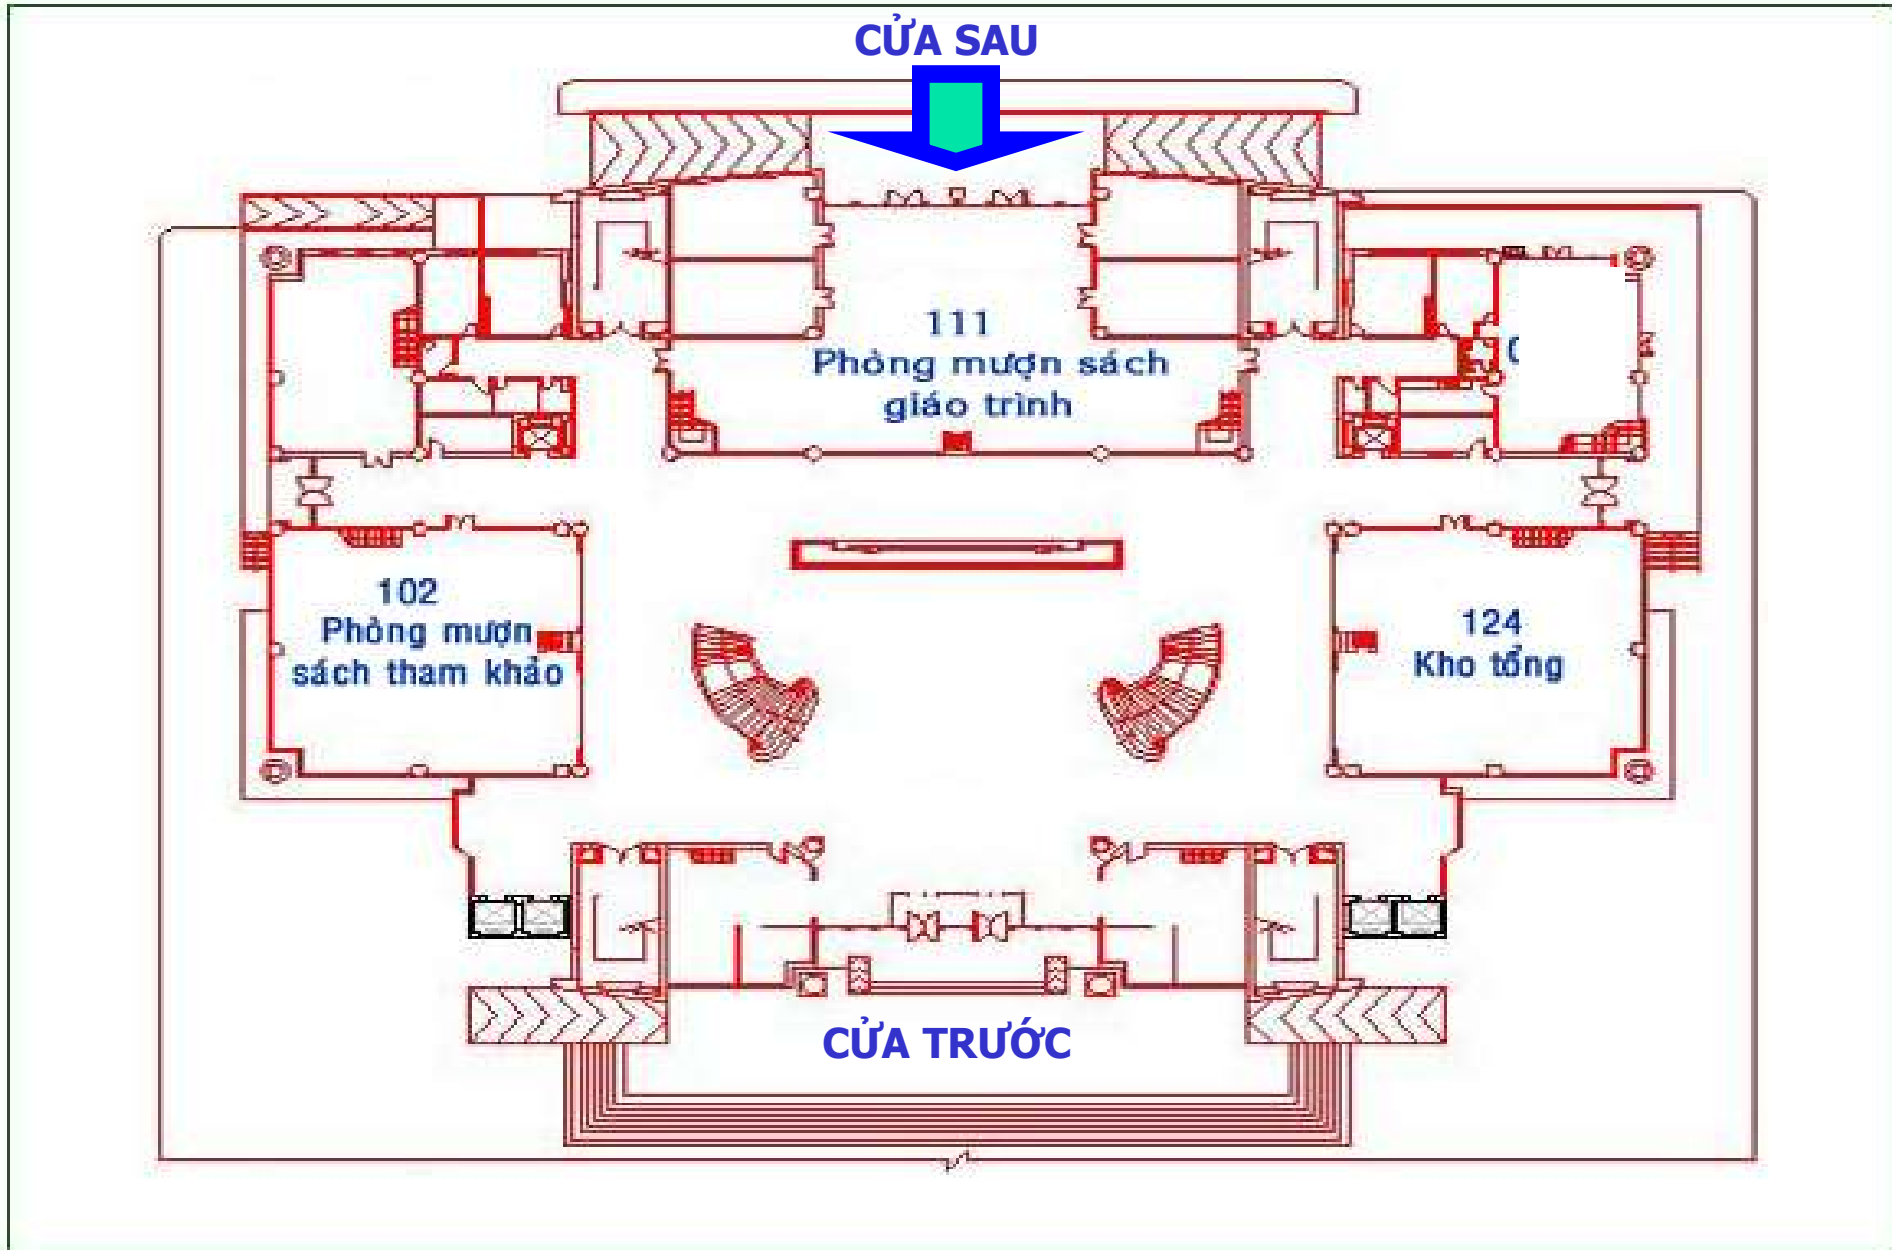 CỬA SAU
111
Phòng mượn sách
giáo trình
102
Phòng mượn
sách tham khảo
124
Kho tổng
CỬA TRƯỚC